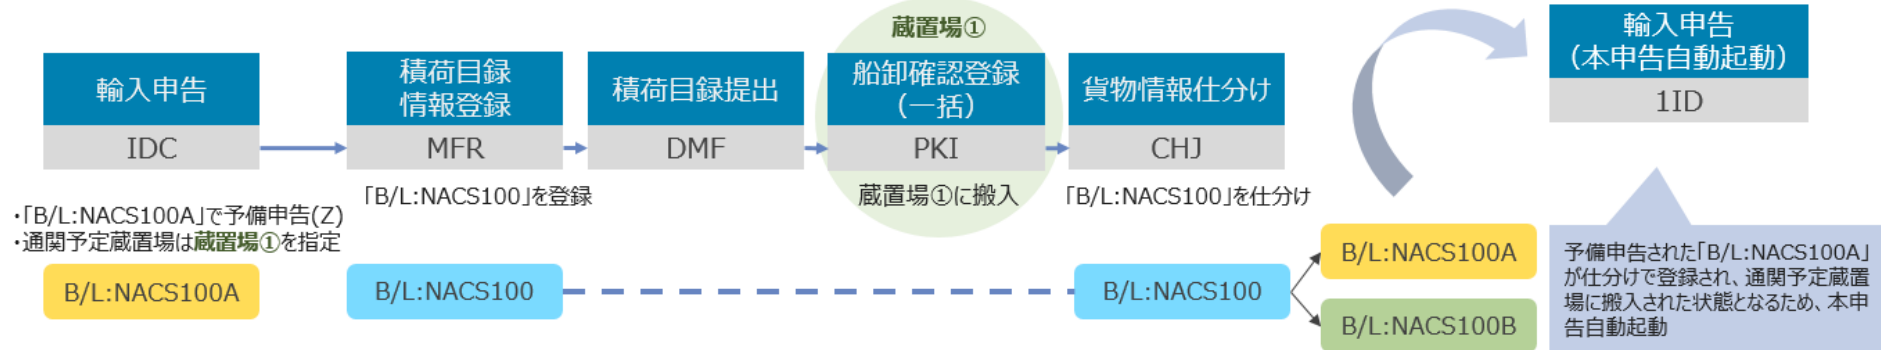 輸入申告
IDC
・「B/L:NACS100A」で予備申告(Z)
・通関予定蔵置場は蔵置場①を指定
B/L:NACS100A
積荷目録
情報登録
MFR
「B/L:NACS100」を登録
B/L:NACS100
積荷目録提出
DMF
蔵置場①
船卸確認登録
（一括）
PKI
蔵置場①に搬入
貨物情報仕分け
CHJ
「B/L:NACS100」を仕分け
B/L:NACS100
B/L:NACS100A
B/L:NACS100B
輸入申告
（本申告自動起動）
1ID
予備申告された「B/L:NACS100A」
が仕分けで登録され、通関予定蔵置
場に搬入された状態となるため、本申
告自動起動